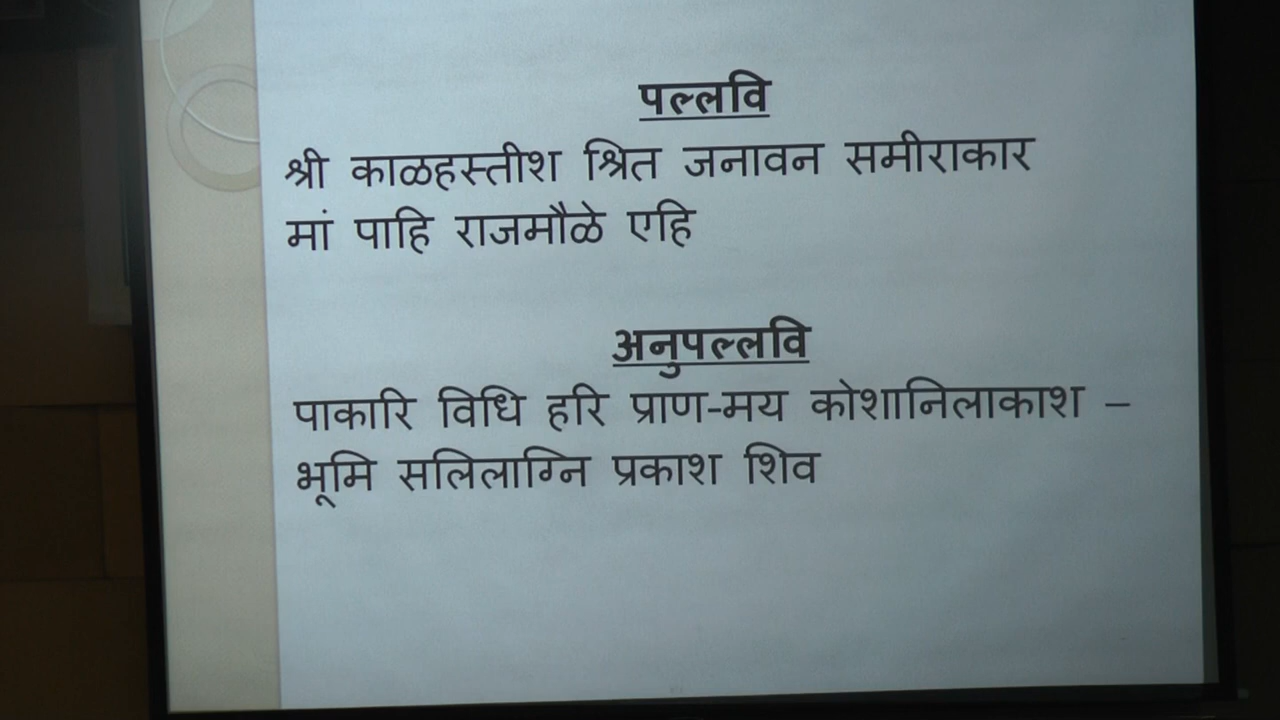 पल्लवि
श्री काळहस्तीश श्रित जनावन समीराकार
मां पाहि राजमौळे एहि
अनुपल्लवि
पाकारि विधि हरि प्राण-मय कोशानिलाकाश –
भूमि सलिलाग्नि प्रकाश शिव